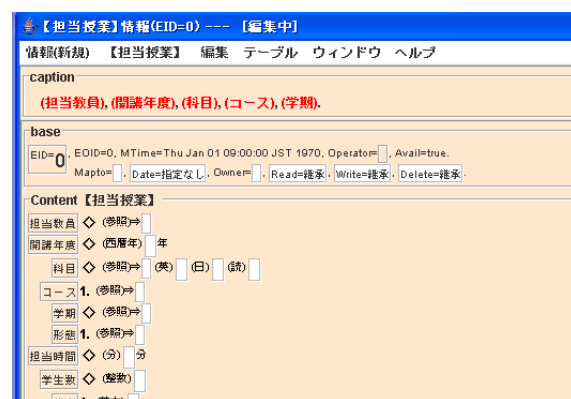 【担当授業】情報(EID=0) --- [編集中]
情報(新規) 【担当授業】 編集 テーブル ウィンドウ ヘルプ
caption
(担当教員), (開講年度), (科目), (コース), (学期).
base
EID=0, EOID=0, MTime=Thu Jan 01 09:00:00 JST 1970, Operator= , Avail=true.
Mapto= , Date=指定なし, Owner= , Read=継承, Write=継承, Delete=継承.
Content【担当授業】
担当教員 ◇ (参照)⇒
開講年度 ◇ (西暦年) 年
科目 ◇ (参照)⇒ (英) (日) (読)
コース 1. (参照)⇒
学期 ◇ (参照)⇒
形態 1. (参照)⇒
担当時間 ◇ (分) 分
学生数 ◇ (整数)